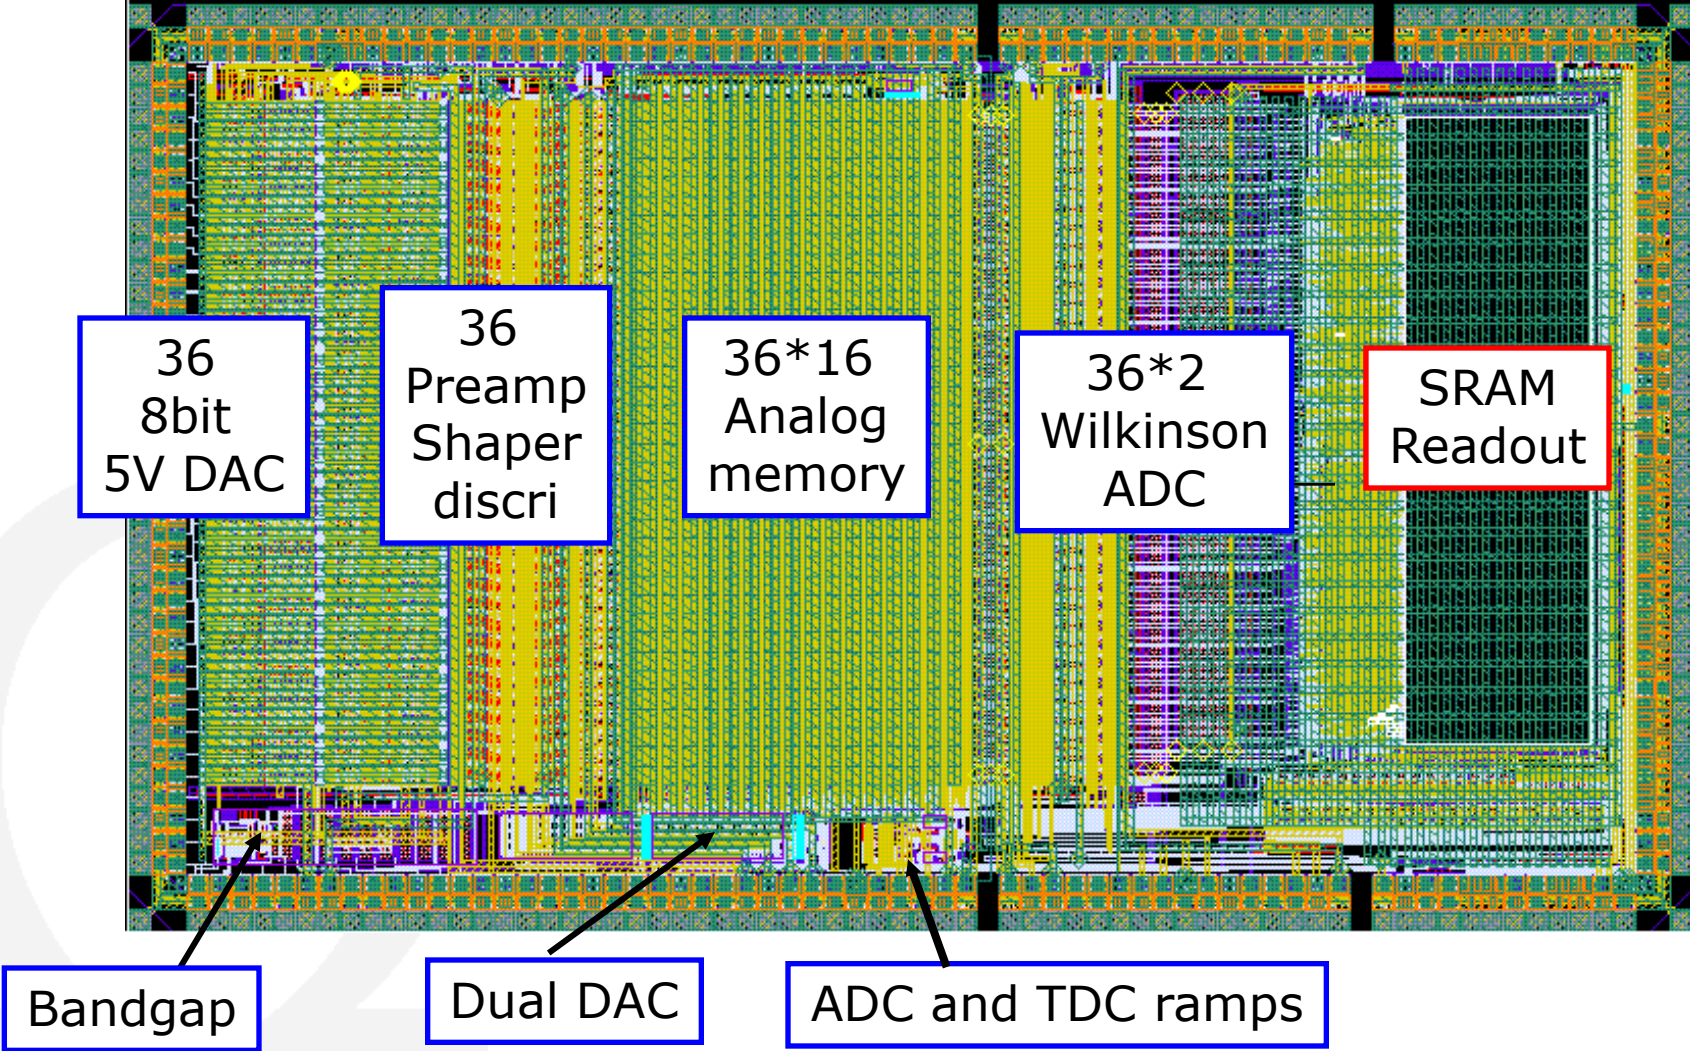 36
8bit
5V DAC
36
Preamp
Shaper
discri
36*16
Analog
memory
36*2
Wilkinson
ADC
SRAM
Readout
Bandgap
Dual DAC
ADC and TDC ramps